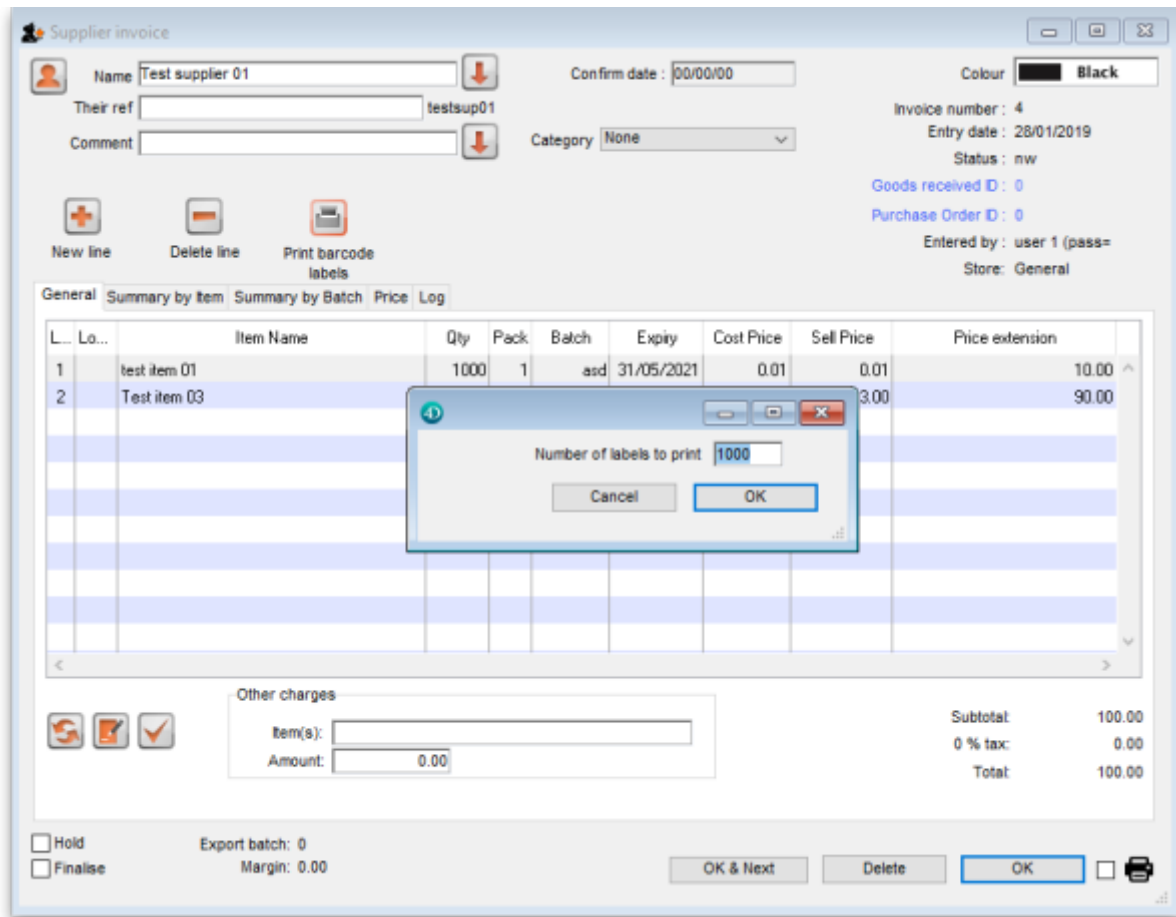 Supplier invoice
Name Test supplier 01 Confirm date : 00/00/00 Colour Black
Their ref testsup01 Invoice number : 4
Comment Category None Entry date : 28/01/2019
Status : nw
Goods received ID : 0
Purchase Order ID : 0
New line Delete line Print barcode labels Entered by : user 1 (pass=
Store: General
General Summary by Item Summary by Batch Price Log
L... Lo... Item Name Qty Pack Batch Expiry Cost Price Sell Price Price extension
1 test item 01 1000 1 asd 31/05/2021 0.01 0.01 10.00
2 Test item 03 3.00 90.00
4D
Number of labels to print 1000
Cancel OK
Other charges
Item(s):
Amount: 0.00
Subtotal: 100.00
0 % tax: 0.00
Total: 100.00
Hold Export batch: 0
Finalise Margin: 0.00
OK & Next Delete OK